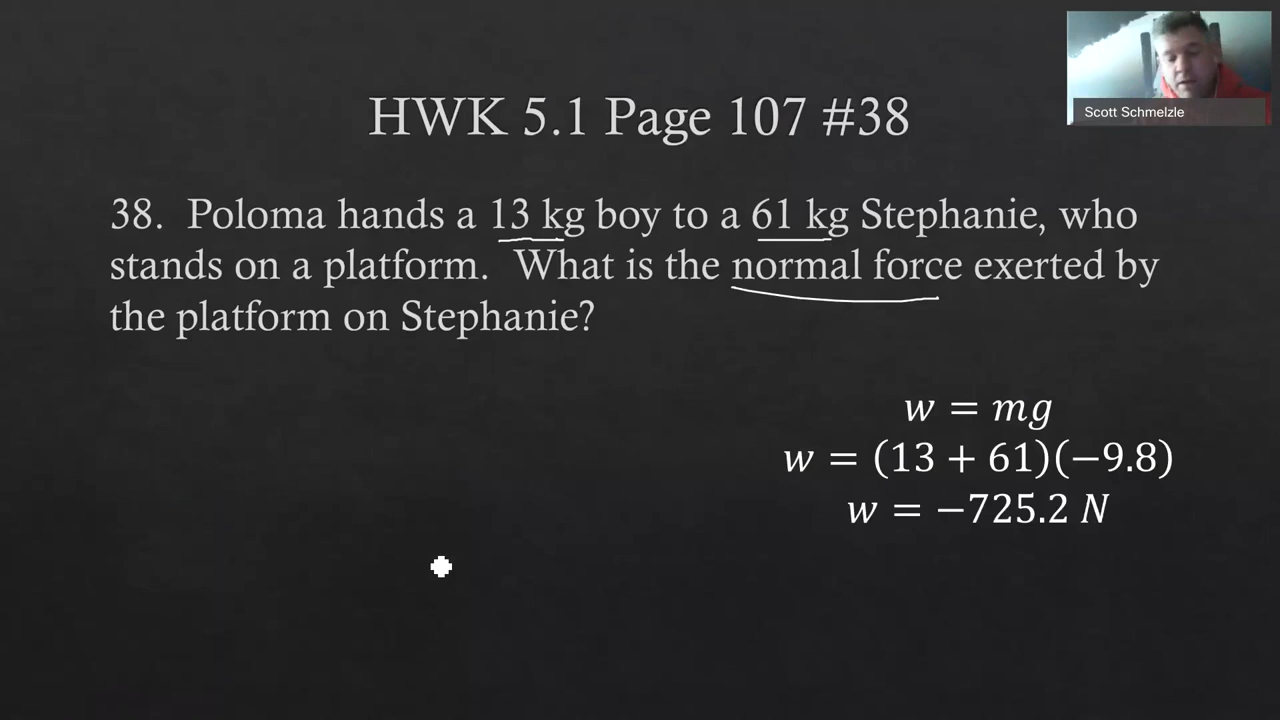 Scott Schmelzle
HWK 5.1 Page 107 #38
38. Poloma hands a 13 kg boy to a 61 kg Stephanie, who
stands on a platform. What is the normal force exerted by
the platform on Stephanie?
w = mg
w = (13 + 61)(−9.8)
w = −725.2 N